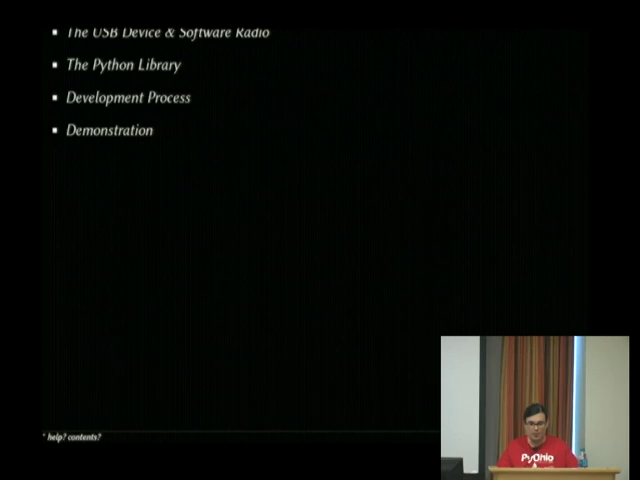 The USB Device & Software Radio
The Python Library
Development Process
Demonstration
* help? contents?
PyOhio